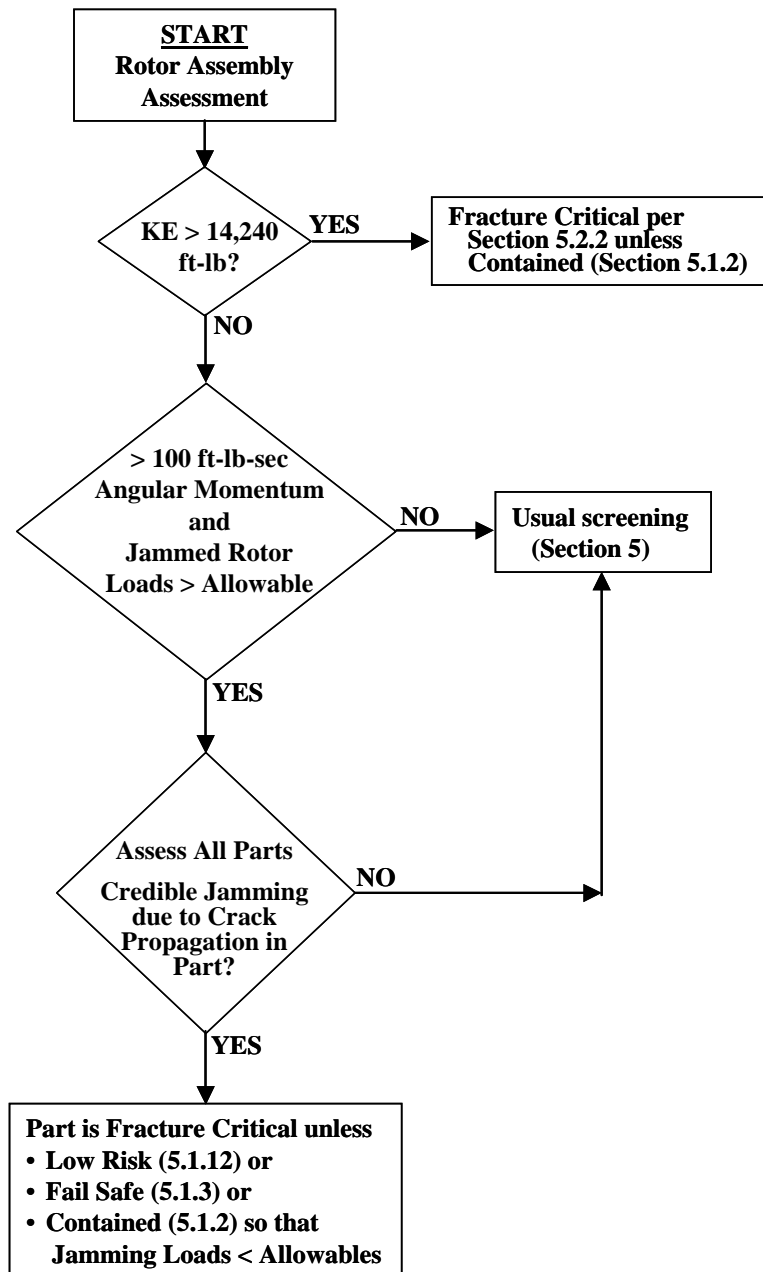 START
Rotor Assembly
Assessment
KE > 14,240
ft-lb?
YES
Fracture Critical per
Section 5.2.2 unless
Contained (Section 5.1.2)
NO
> 100 ft-lb-sec
Angular Momentum
and
Jammed Rotor
Loads > Allowable
NO
Usual screening
(Section 5)
YES
Assess All Parts
Credible Jamming
due to Crack
Propagation in
Part?
NO
YES
Part is Fracture Critical unless
• Low Risk (5.1.12) or
• Fail Safe (5.1.3) or
• Contained (5.1.2) so that
Jamming Loads < Allowables